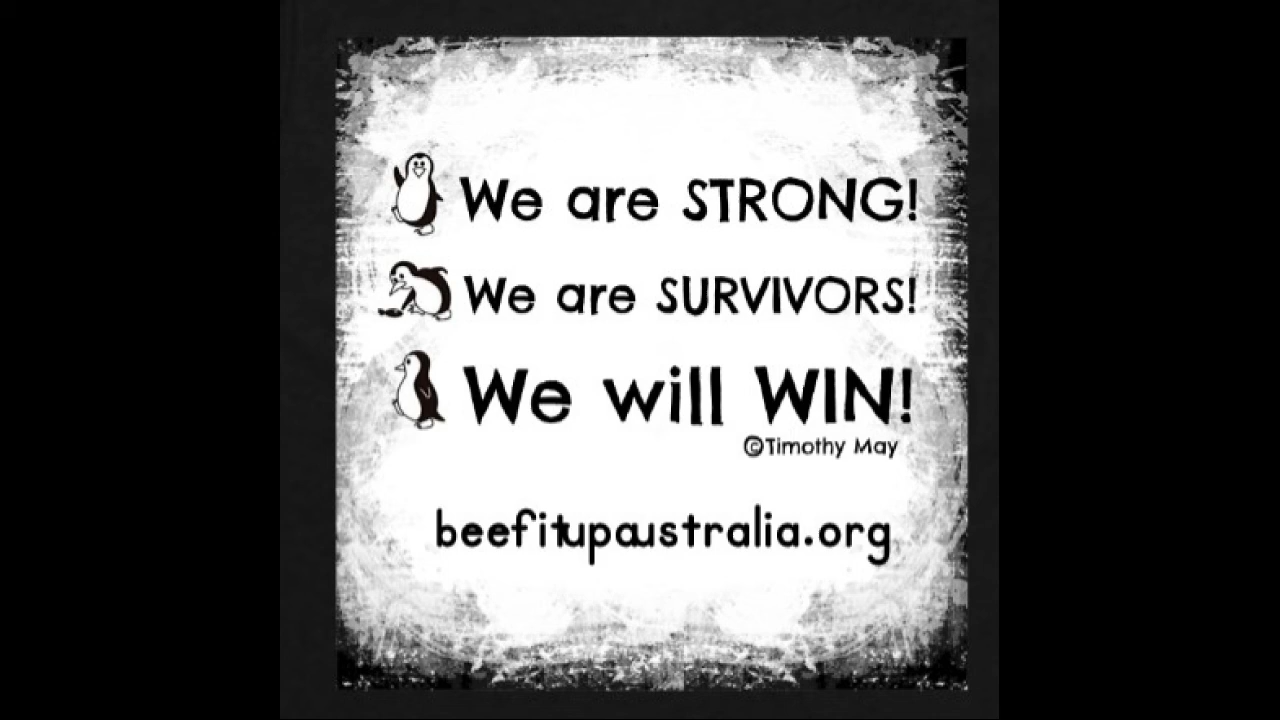 We are STRONG!
We are SURVIVORS!
We will WIN!
©Timothy May
beefitupaustralia.org